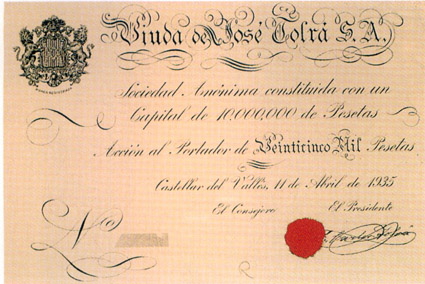 Viuda de José Tolrá S.A.
Sociedad Anónima constituida con un
Capital de 10,000,000 de Pesetas
Acción al Portador de Veinticinco Mil Pesetas
Castellar del Vallés, 11 de Abril de 1935
El Consejero El Presidente
Nº